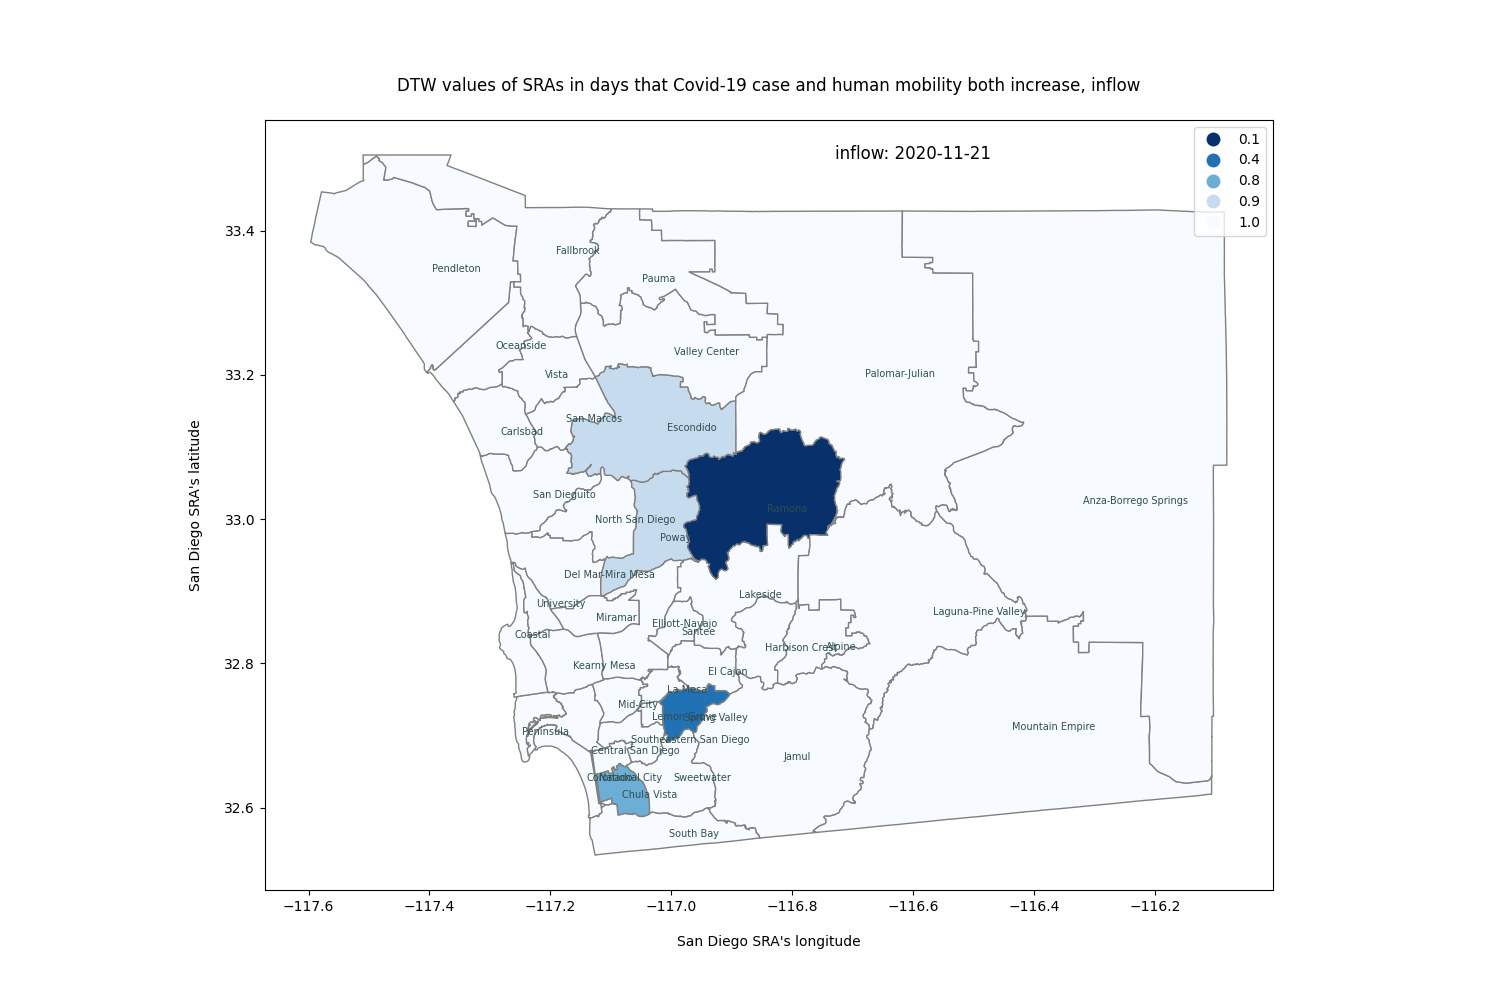 DTW values of SRAs in days that Covid-19 case and human mobility both increase, inflow
inflow: 2020-11-21
0.1
0.4
0.8
0.9
1.0
San Diego SRA's latitude
33.4
33.2
33.0
32.8
32.6
Fallbrook
Pendleton
Pauma
Oceanside
Valley Center
Vista
Palomar-Julian
San Marcos
Carlsbad
Escondido
San Dieguito
Anza-Borrego Springs
Ramona
North San Diego
Poway
Del Mar-Mira Mesa
University
Lakeside
Miramar
Laguna-Pine Valley
Elliott-Navajo
Santee
Coastal
Harbison Crest
Alpine
Kearny Mesa
El Cajon
La Mesa
Mid-City
Lemon Grove
Spring Valley
Mountain Empire
Peninsula
Southeastern San Diego
Central San Diego
Jamul
Coronado
National City
Sweetwater
Chula Vista
South Bay
−117.6
−117.4
−117.2
−117.0
−116.8
−116.6
−116.4
−116.2
San Diego SRA's longitude